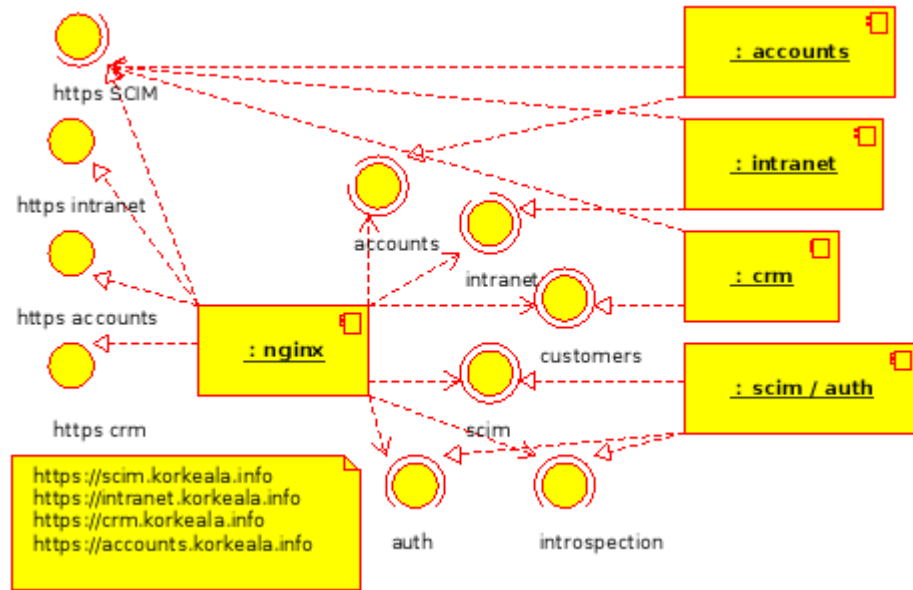 https SCIM
: accounts
https intranet
: intranet
accounts
https accounts
intranet
: crm
: nginx
customers
https crm
scim
: scim / auth
https://scim.korkeala.info
https://intranet.korkeala.info
https://crm.korkeala.info
https://accounts.korkeala.info
auth
introspection